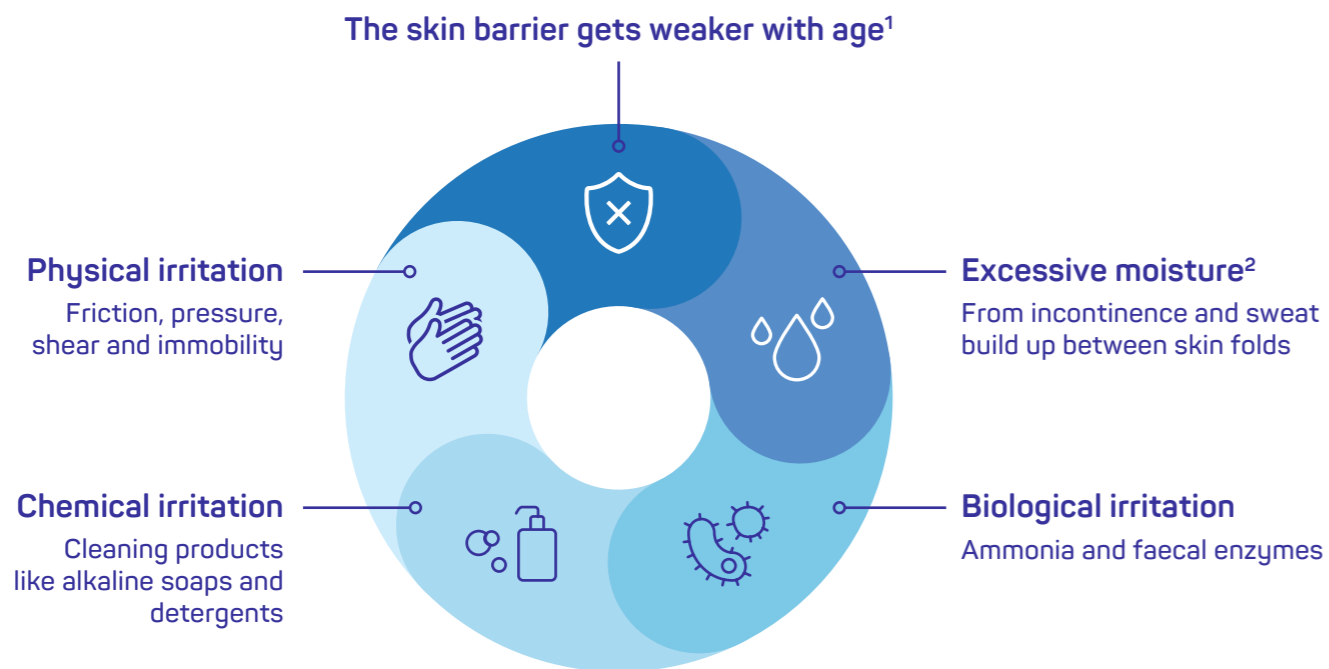 The skin barrier gets weaker with age¹
Physical irritation
Friction, pressure,
shear and immobility
Excessive moisture²
From incontinence and sweat
build up between skin folds
Chemical irritation
Cleaning products
like alkaline soaps and
detergents
Biological irritation
Ammonia and faecal enzymes